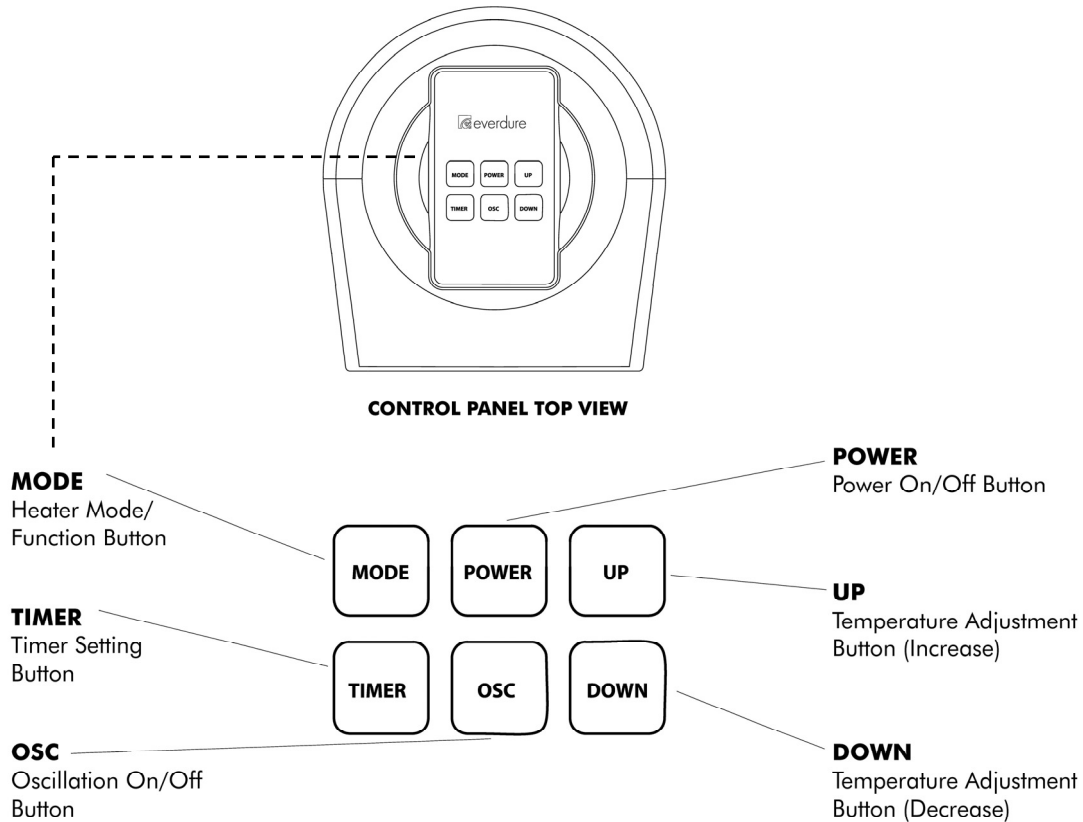 everdure
MODE POWER UP
TIMER OSC DOWN
CONTROL PANEL TOP VIEW
MODE
Heater Mode/
Function Button
TIMER
Timer Setting
Button
OSC
Oscillation On/Off
Button
MODE POWER UP
TIMER OSC DOWN
POWER
Power On/Off Button
UP
Temperature Adjustment
Button (Increase)
DOWN
Temperature Adjustment
Button (Decrease)